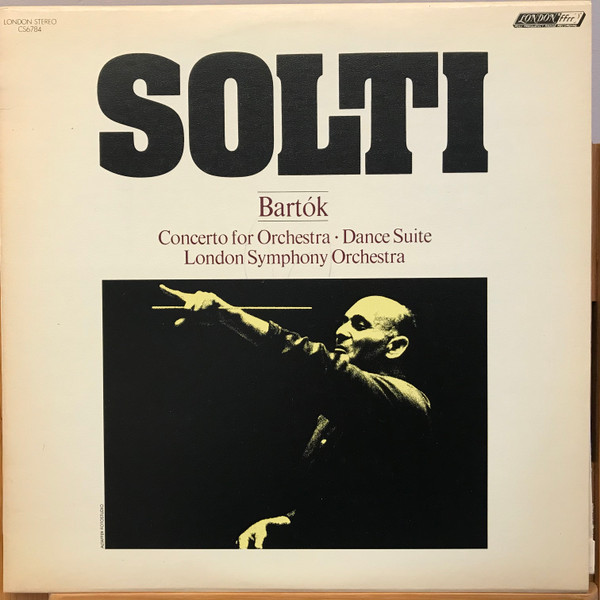 LONDON STEREO
CS6784
LONDON ffrr
SOLTI
Bartók
Concerto for Orchestra · Dance Suite
London Symphony Orchestra